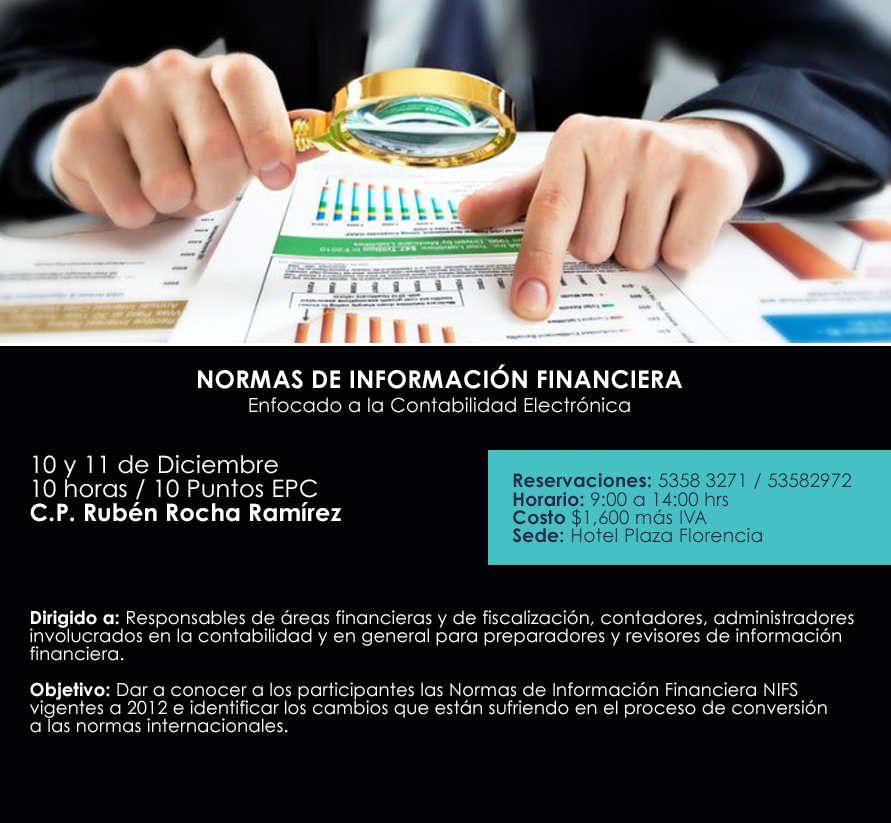 NORMAS DE INFORMACIÓN FINANCIERA
Enfocado a la Contabilidad Electrónica
10 y 11 de Diciembre
10 horas / 10 Puntos EPC
C.P. Rubén Rocha Ramírez
Reservaciones: 5358 3271 / 53582972
Horario: 9:00 a 14:00 hrs
Costo $1,600 más IVA
Sede: Hotel Plaza Florencia
Dirigido a: Responsables de áreas financieras y de fiscalización, contadores, administradores
involucrados en la contabilidad y en general para preparadores y revisores de información
financiera.
Objetivo: Dar a conocer a los participantes las Normas de Información Financiera NIFS
vigentes a 2012 e identificar los cambios que están sufriendo en el proceso de conversión
a las normas internacionales.